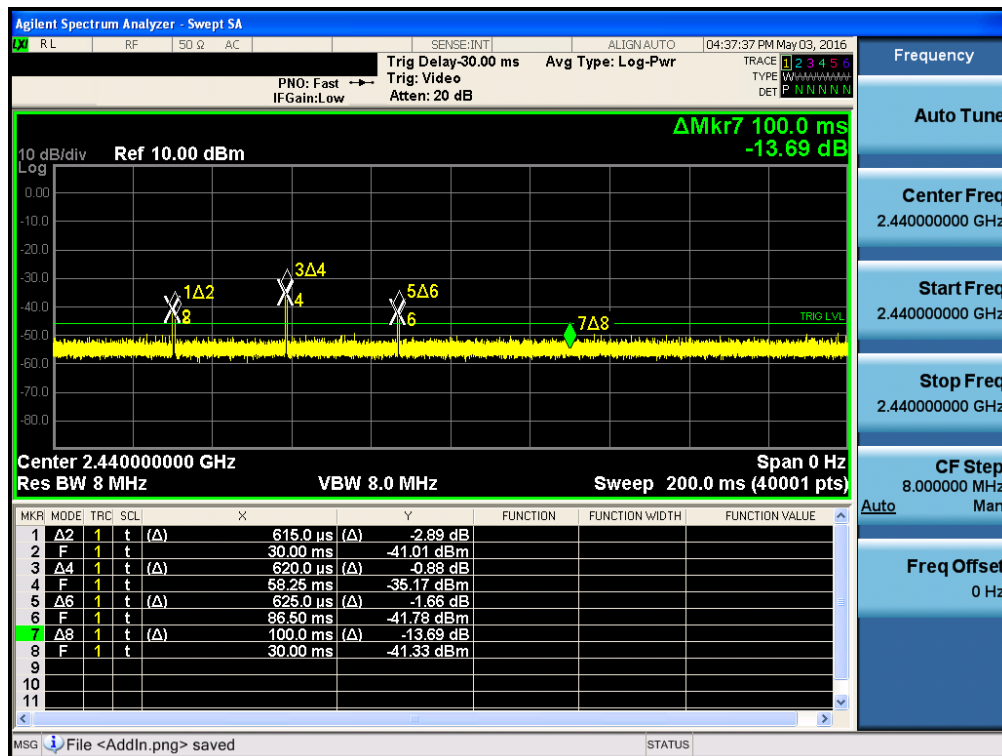 Agilent Spectrum Analyzer - Swept SA
LXI RL RF 50 Ω AC SENSE:INT ALIGN AUTO 04:37:37 PM May 03, 2016
Frequency
Trig Delay-30.00 ms Avg Type: Log-Pwr TRACE 1 2 3 4 5 6
PNO: Fast Trig: Video TYPE W
IFGain:Low Atten: 20 dB DET P N N N N N
Auto Tune
ΔMkr7 100.0 ms
10 dB/div Ref 10.00 dBm -13.69 dB
Log
0.00
-10.0
-20.0
-30.0
-40.0
-50.0
-60.0
-70.0
-80.0
1Δ2
8
3Δ4
4
5Δ6
6
7Δ8
TRIG LVL
Center 2.440000000 GHz Span 0 Hz
Res BW 8 MHz VBW 8.0 MHz Sweep 200.0 ms (40001 pts)
Center Freq
2.440000000 GHz
Start Freq
2.440000000 GHz
Stop Freq
2.440000000 GHz
CF Step
8.000000 MHz
Auto Man
Freq Offset
0 Hz
MKR MODE TRC SCL X Y FUNCTION FUNCTION WIDTH FUNCTION VALUE
1 Δ2 1 t (Δ) 615.0 µs (Δ) -2.89 dB
2 F 1 t 30.00 ms -41.01 dBm
3 Δ4 1 t (Δ) 620.0 µs (Δ) -0.88 dB
4 F 1 t 58.25 ms -35.17 dBm
5 Δ6 1 t (Δ) 625.0 µs (Δ) -1.66 dB
6 F 1 t 86.50 ms -41.78 dBm
7 Δ8 1 t (Δ) 100.0 ms (Δ) -13.69 dB
8 F 1 t 30.00 ms -41.33 dBm
9
10
11
MSG File <AddIn.png> saved STATUS